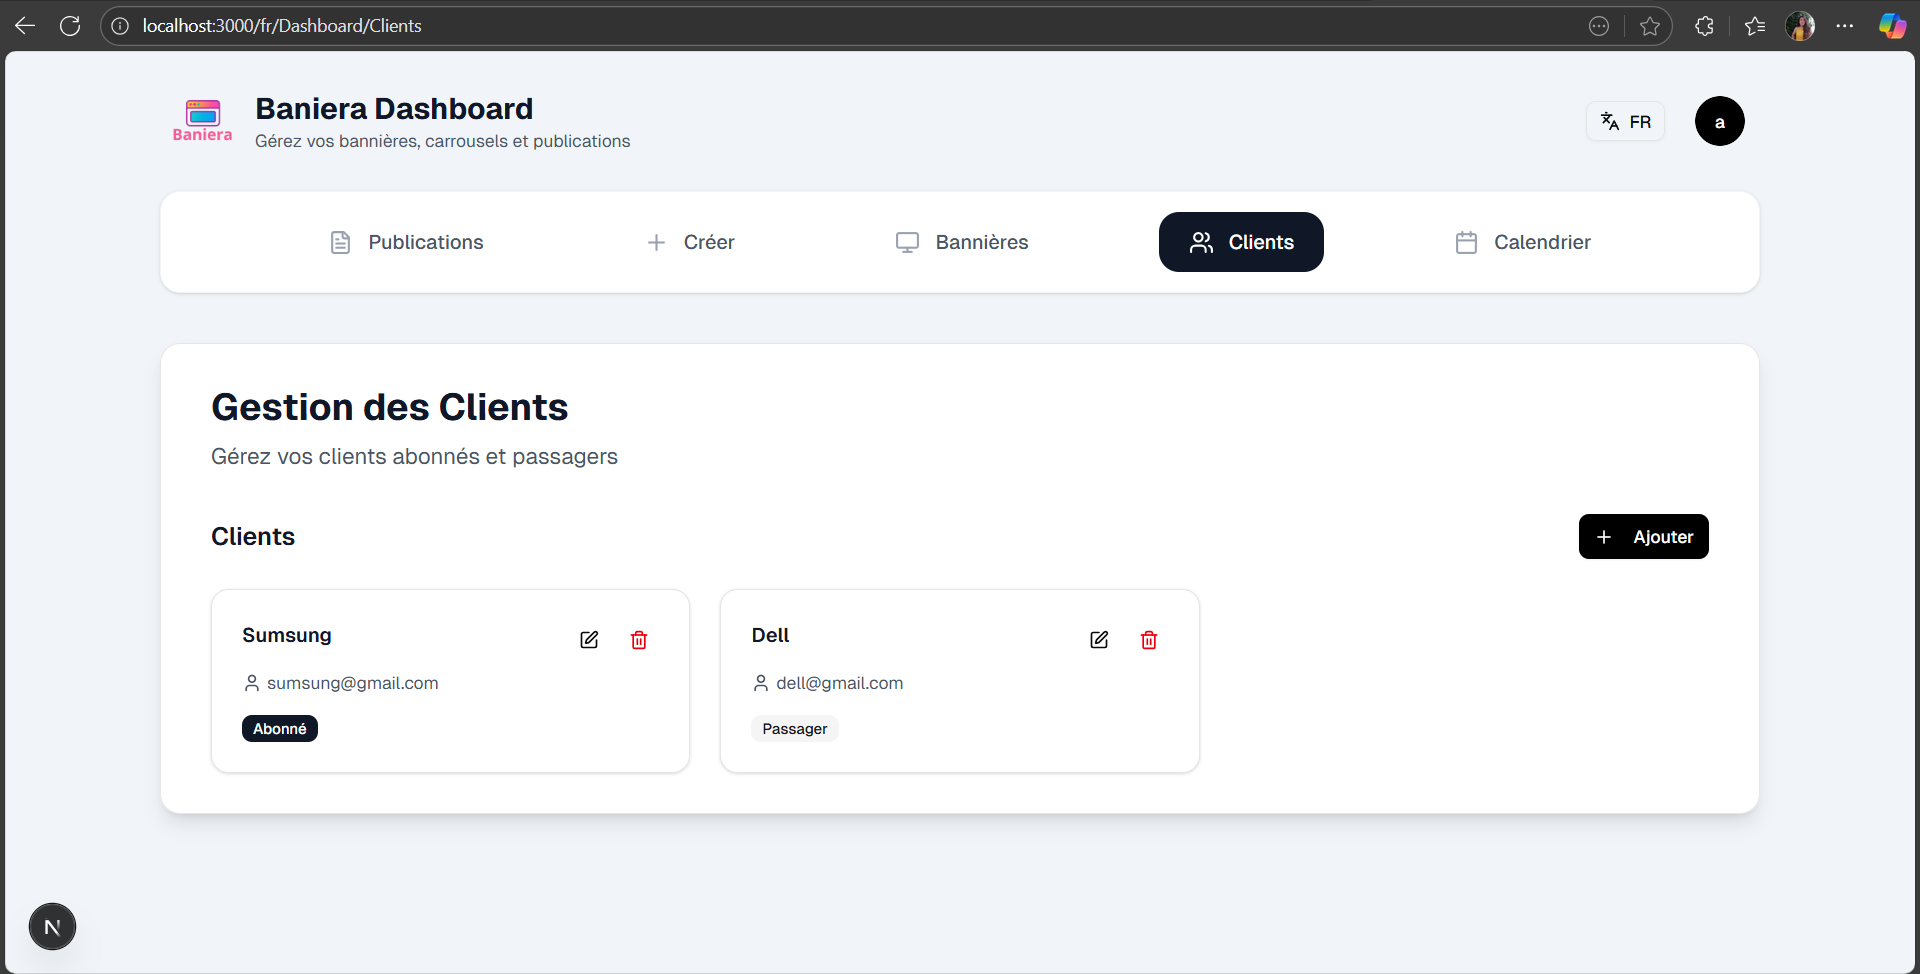 localhost:3000/fr/Dashboard/Clients
Baniera
Baniera Dashboard
Gérez vos bannières, carrousels et publications
FR
a
Publications
Créer
Bannières
Clients
Calendrier
Gestion des Clients
Gérez vos clients abonnés et passagers
Clients
Ajouter
Sumsung
sumsung@gmail.com
Abonné
Dell
dell@gmail.com
Passager
N